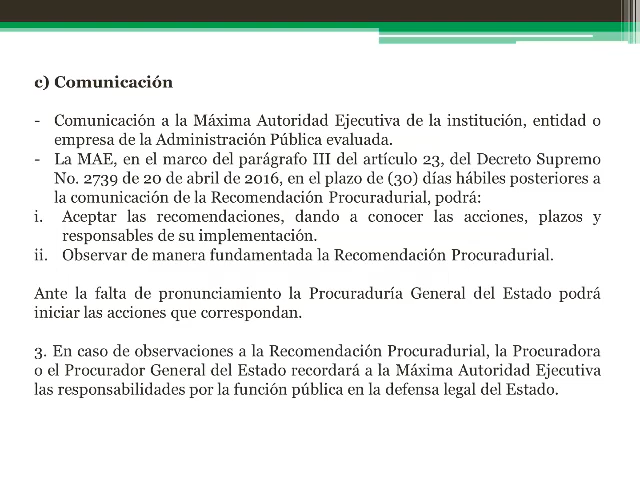 c) Comunicación
- Comunicación a la Máxima Autoridad Ejecutiva de la institución, entidad o
empresa de la Administración Pública evaluada.
- La MAE, en el marco del parágrafo III del artículo 23, del Decreto Supremo
No. 2739 de 20 de abril de 2016, en el plazo de (30) días hábiles posteriores a
la comunicación de la Recomendación Procuradurial, podrá:
i. Aceptar las recomendaciones, dando a conocer las acciones, plazos y
responsables de su implementación.
ii. Observar de manera fundamentada la Recomendación Procuradurial.
Ante la falta de pronunciamiento la Procuraduría General del Estado podrá
iniciar las acciones que correspondan.
3. En caso de observaciones a la Recomendación Procuradurial, la Procuradora
o el Procurador General del Estado recordará a la Máxima Autoridad Ejecutiva
las responsabilidades por la función pública en la defensa legal del Estado.